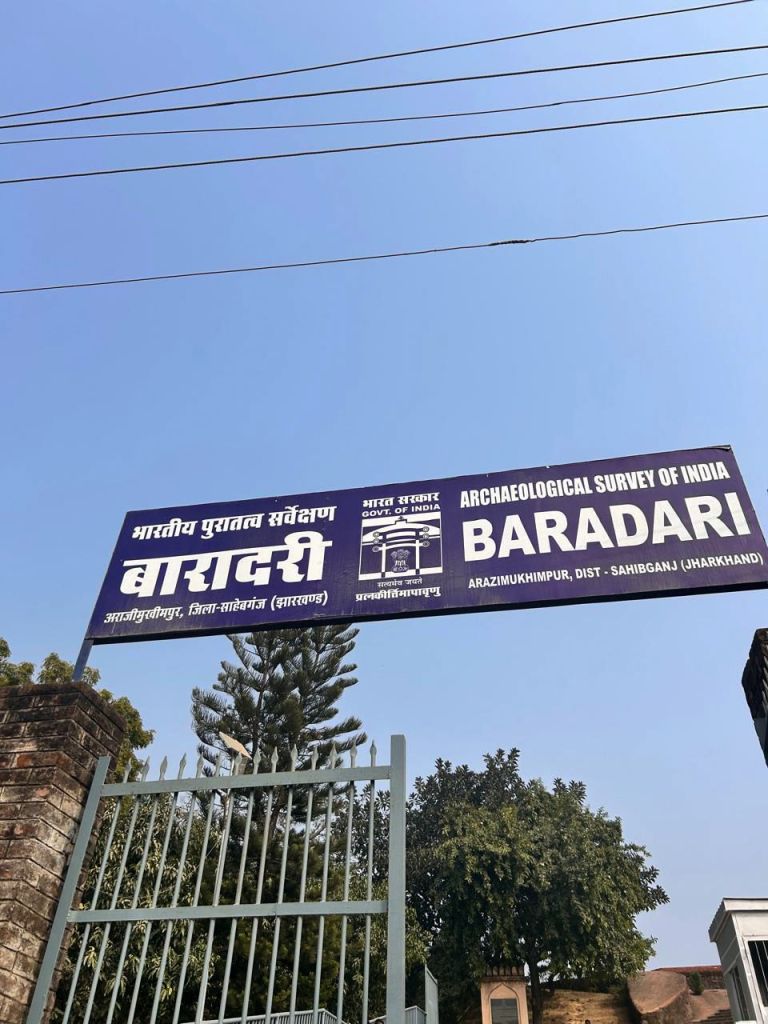 भारतीय पुरातत्व सर्वेक्षण
बारादरी
अराजीमुखीमपुर, जिला-साहेबगंज (झारखण्ड)
भारत सरकार
GOVT. OF INDIA
सत्यमेव जयते
प्रत्नकीर्तिमपावृणु
ARCHAEOLOGICAL SURVEY OF INDIA
BARADARI
ARAZIMUKHIMPUR, DIST - SAHIBGANJ (JHARKHAND)